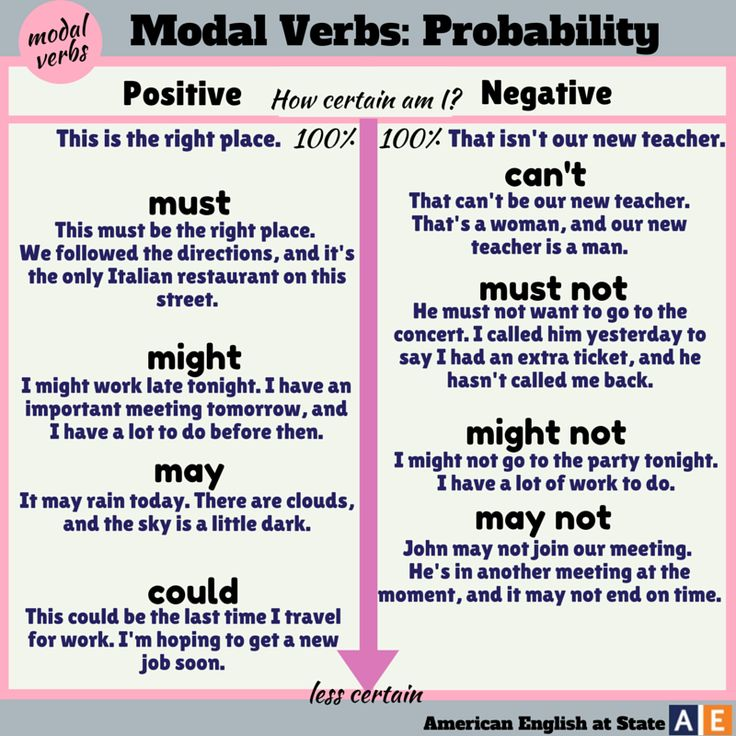 modal
verbs
Modal Verbs: Probability
Positive
How certain am I?
Negative
This is the right place. 100%
must
This must be the right place.
We followed the directions, and it's
the only Italian restaurant on this
street.
might
I might work late tonight. I have an
important meeting tomorrow, and
I have a lot to do before then.
may
It may rain today. There are clouds,
and the sky is a little dark.
could
This could be the last time I travel
for work. I'm hoping to get a new
job soon.
100% That isn't our new teacher.
can't
That can't be our new teacher.
That's a woman, and our new
teacher is a man.
must not
He must not want to go to the
concert. I called him yesterday to
say I had an extra ticket, and he
hasn't called me back.
might not
I might not go to the party tonight.
I have a lot of work to do.
may not
John may not join our meeting.
He's in another meeting at the
moment, and it may not end on time.
less certain
American English at State AE